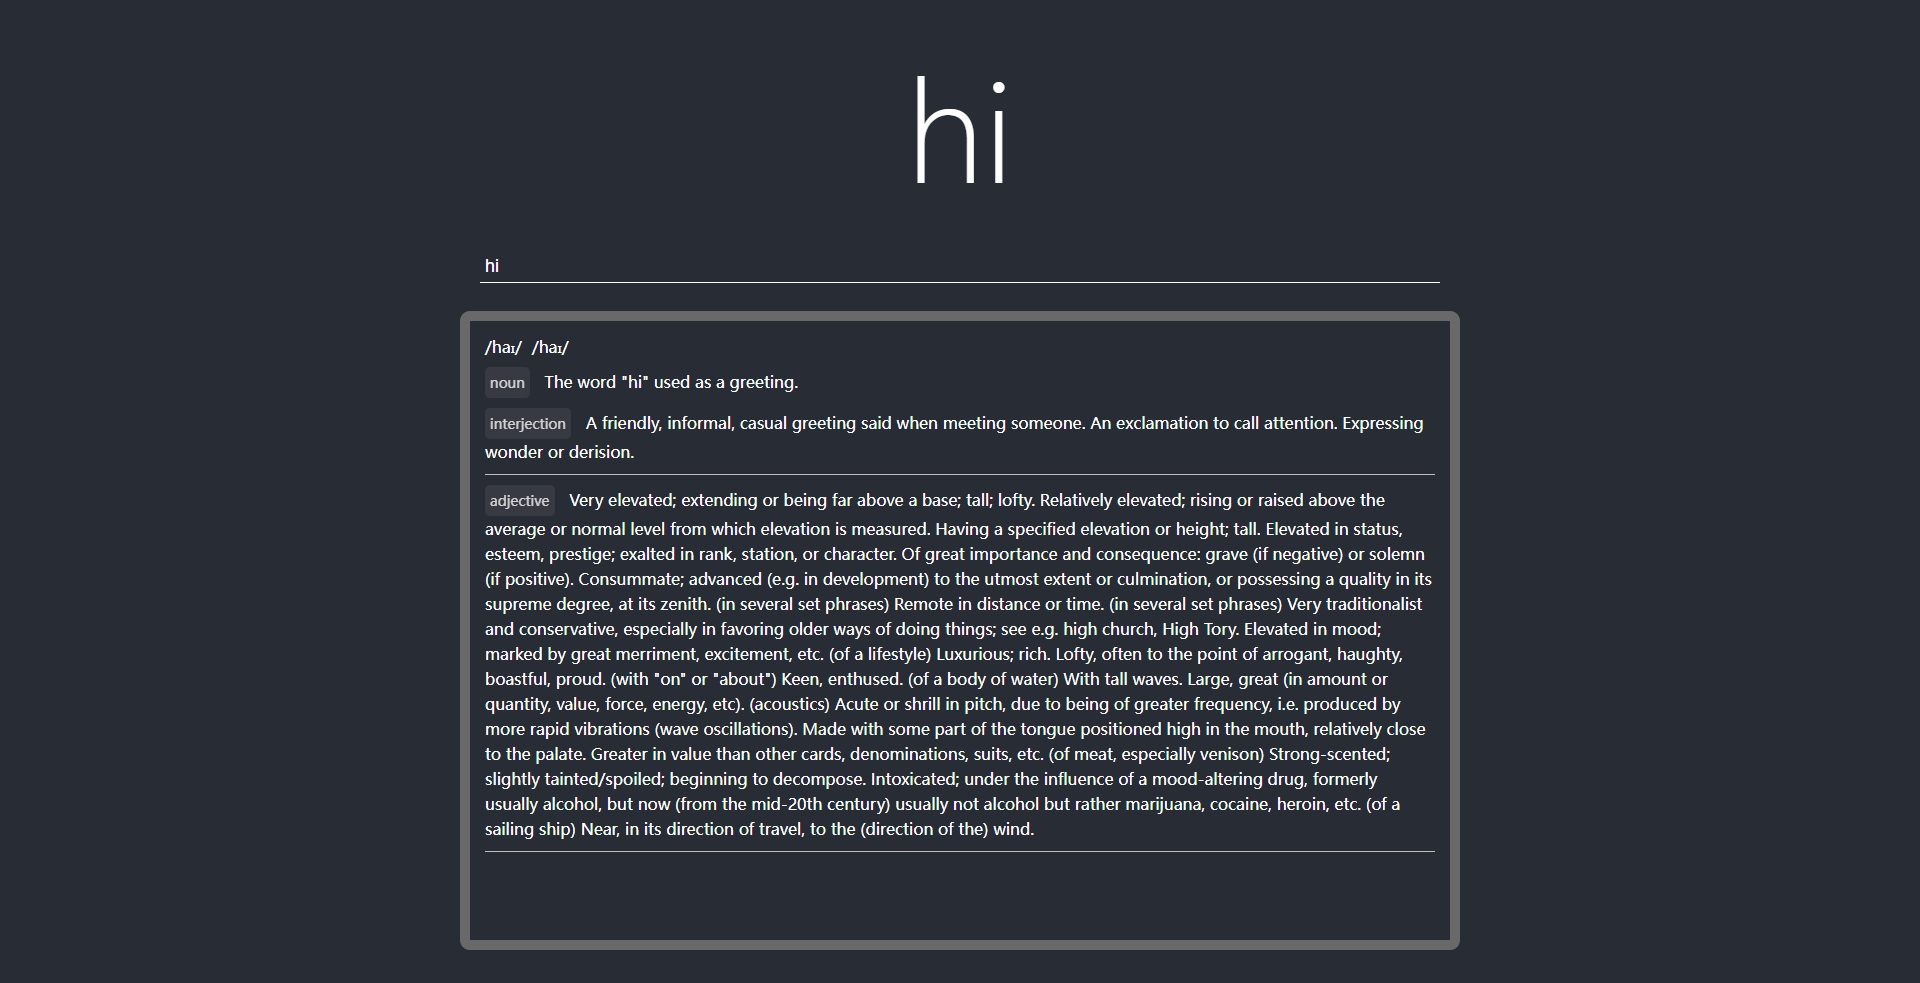 hi
hi
/haɪ/ /haɪ/
noun The word "hi" used as a greeting.
interjection A friendly, informal, casual greeting said when meeting someone. An exclamation to call attention. Expressing
wonder or derision.
adjective Very elevated; extending or being far above a base; tall; lofty. Relatively elevated; rising or raised above the
average or normal level from which elevation is measured. Having a specified elevation or height; tall. Elevated in status,
esteem, prestige; exalted in rank, station, or character. Of great importance and consequence: grave (if negative) or solemn
(if positive). Consummate; advanced (e.g. in development) to the utmost extent or culmination, or possessing a quality in its
supreme degree, at its zenith. (in several set phrases) Remote in distance or time. (in several set phrases) Very traditionalist
and conservative, especially in favoring older ways of doing things; see e.g. high church, High Tory. Elevated in mood;
marked by great merriment, excitement, etc. (of a lifestyle) Luxurious; rich. Lofty, often to the point of arrogant, haughty,
boastful, proud. (with "on" or "about") Keen, enthused. (of a body of water) With tall waves. Large, great (in amount or
quantity, value, force, energy, etc). (acoustics) Acute or shrill in pitch, due to being of greater frequency, i.e. produced by
more rapid vibrations (wave oscillations). Made with some part of the tongue positioned high in the mouth, relatively close
to the palate. Greater in value than other cards, denominations, suits, etc. (of meat, especially venison) Strong-scented;
slightly tainted/spoiled; beginning to decompose. Intoxicated; under the influence of a mood-altering drug, formerly
usually alcohol, but now (from the mid-20th century) usually not alcohol but rather marijuana, cocaine, heroin, etc. (of a
sailing ship) Near, in its direction of travel, to the (direction of the) wind.